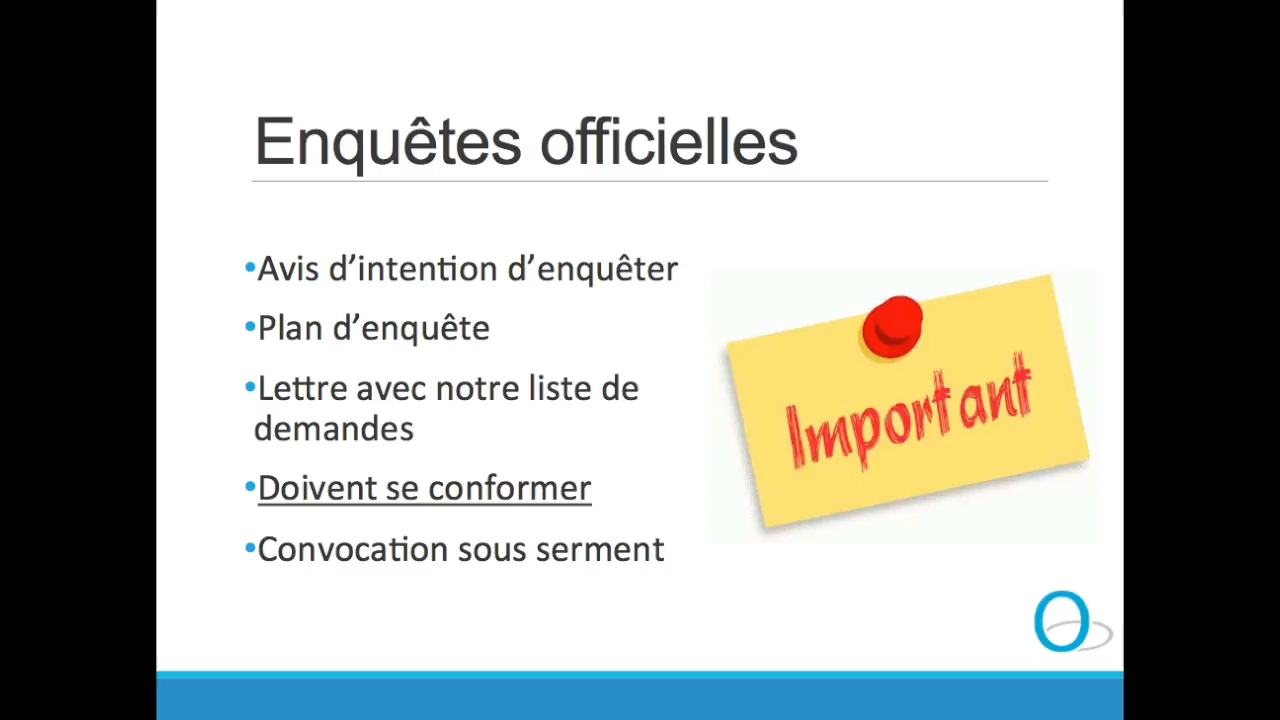 Enquêtes officielles
•Avis d’intention d’enquêter
•Plan d’enquête
•Lettre avec notre liste de
demandes
•Doivent se conformer
•Convocation sous serment
Important